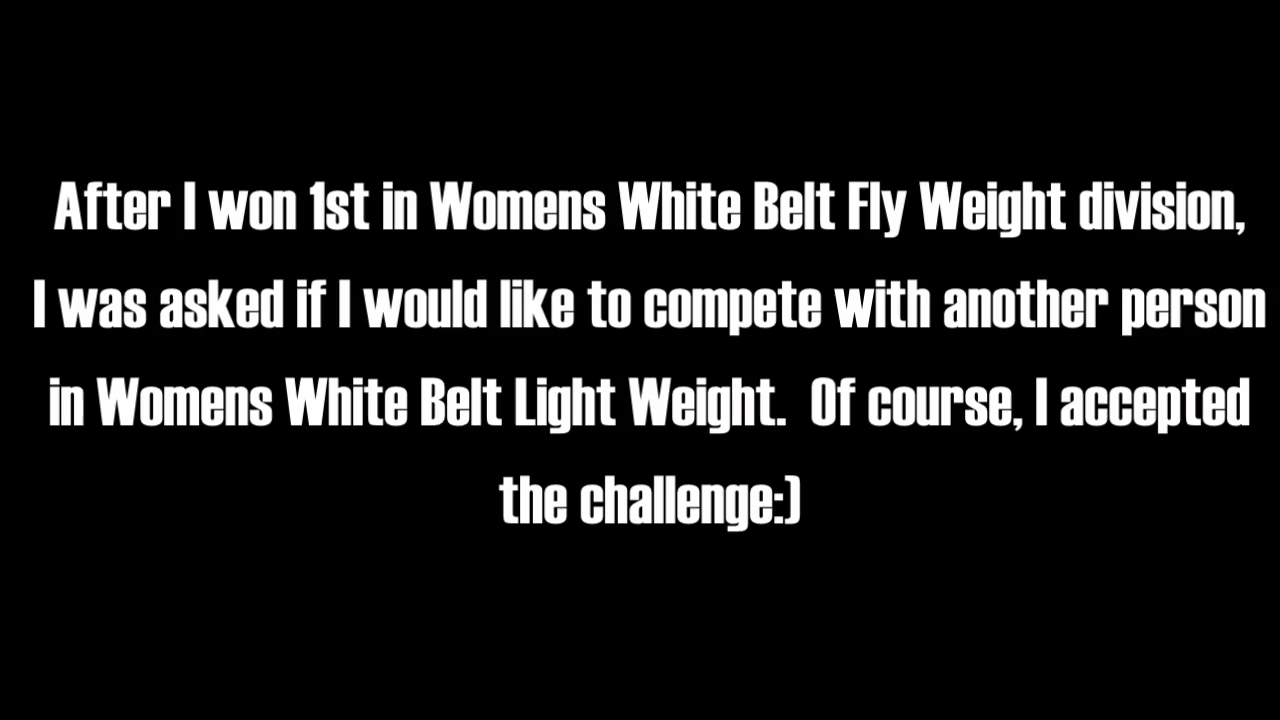 After I won 1st in Womens White Belt Fly Weight division,
I was asked if I would like to compete with another person
in Womens White Belt Light Weight.  Of course, I accepted
the challenge:)